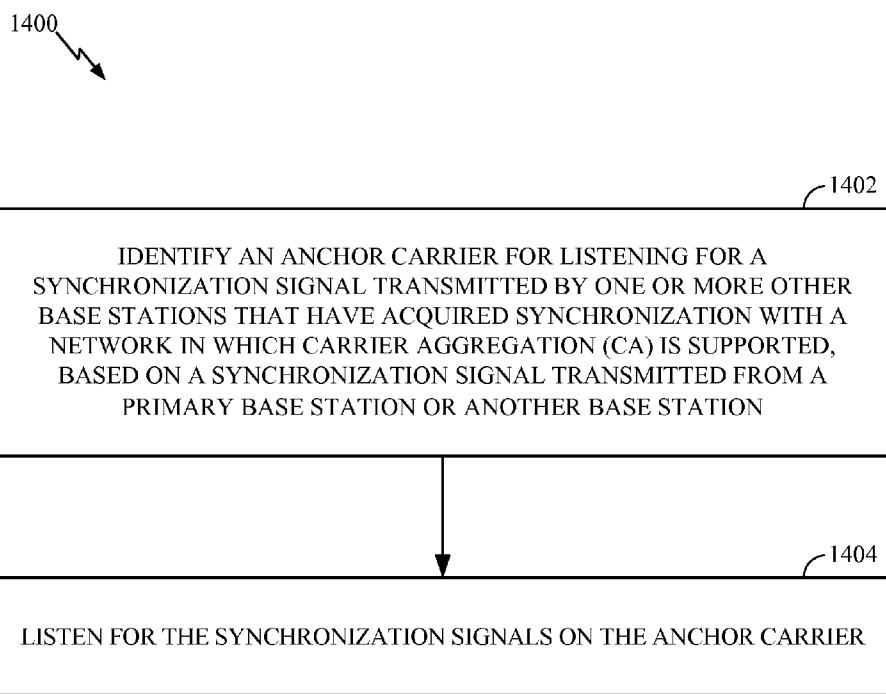 1400
1402
IDENTIFY AN ANCHOR CARRIER FOR LISTENING FOR A
SYNCHRONIZATION SIGNAL TRANSMITTED BY ONE OR MORE OTHER
BASE STATIONS THAT HAVE ACQUIRED SYNCHRONIZATION WITH A
NETWORK IN WHICH CARRIER AGGREGATION (CA) IS SUPPORTED,
BASED ON A SYNCHRONIZATION SIGNAL TRANSMITTED FROM A
PRIMARY BASE STATION OR ANOTHER BASE STATION
1404
LISTEN FOR THE SYNCHRONIZATION SIGNALS ON THE ANCHOR CARRIER